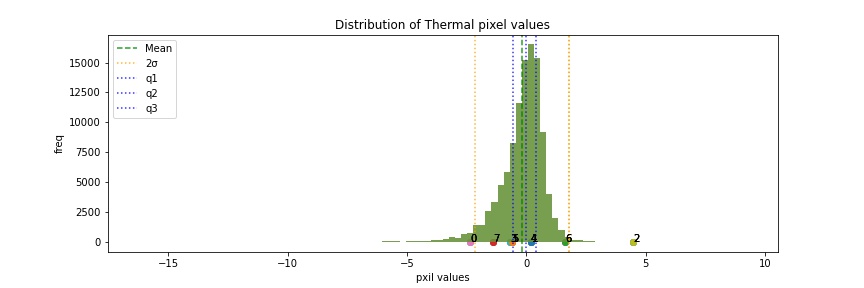 Distribution of Thermal pixel values
Mean
2σ
q1
q2
q3
freq
15000
12500
10000
7500
5000
2500
0
0 7 5 4 6 2
−15 −10 −5 0 5 10
pxil values